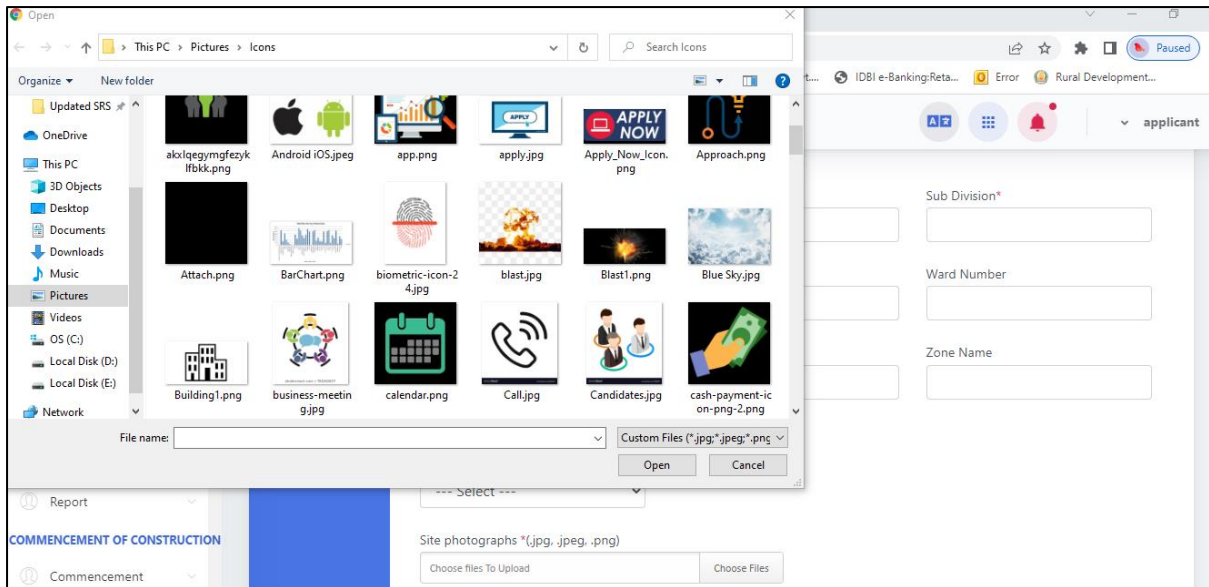 Open
This PC > Pictures > Icons
Search Icons
Paused
Organize
New folder
IDBI e-Banking:Reta...
Error
Rural Development...
Updated SRS
OneDrive
This PC
3D Objects
Desktop
Documents
Downloads
Music
Pictures
Videos
OS (C:)
Local Disk (D:)
Local Disk (E:)
Network
APPLY
APPLY
NOW
akxlqegymgfezyk
lfbkk.png
Android iOS.jpeg
app.png
apply.jpg
Apply_Now_Icon.
png
Approach.png
Attach.png
BarChart.png
biometric-icon-2
4.jpg
blast.jpg
Blast1.png
Blue Sky.jpg
Building1.png
business-meetin
g.jpg
calendar.png
Call.jpg
Candidates.jpg
cash-payment-ic
on-png-2.png
File name:
Custom Files (*.jpg;*.jpeg;*.png
Open
Cancel
applicant
Sub Division*
Ward Number
Zone Name
Report
COMMENCEMENT OF CONSTRUCTION
Commencement
--- Select ---
Site photographs *(.jpg, .jpeg, .png)
Choose files To Upload
Choose Files